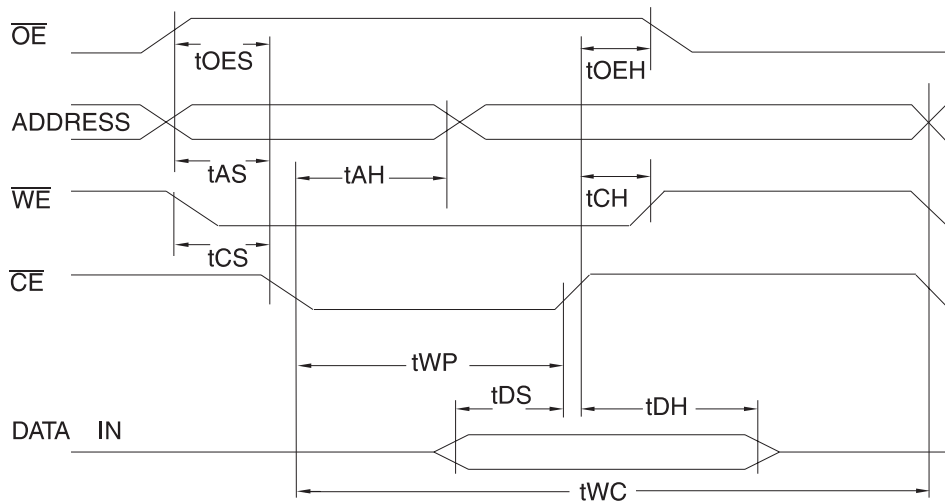 OE
tOES
tOEH
ADDRESS
tAS
tAH
WE
tCH
tCS
CE
tWP
tDS
tDH
DATA IN
tWC